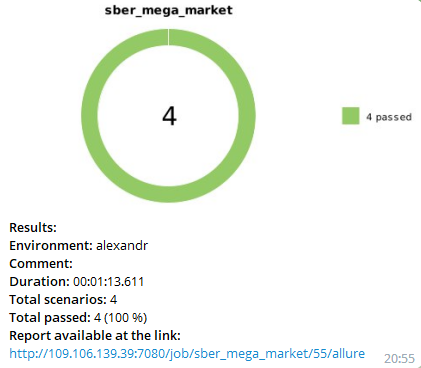 sber_mega_market
4
4 passed
Results:
Environment: alexandr
Comment:
Duration: 00:01:13.611
Total scenarios: 4
Total passed: 4 (100 %)
Report available at the link:
http://109.106.139.39:7080/job/sber_mega_market/55/allure
20:55